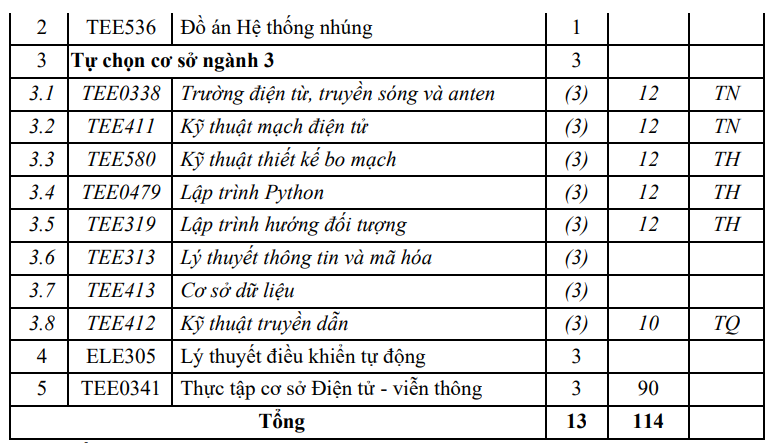 2 TEE536 Đồ án Hệ thống nhúng 1
3 Tự chọn cơ sở ngành 3 3
3.1 TEE0338 Trường điện từ, truyền sóng và anten (3) 12 TN
3.2 TEE411 Kỹ thuật mạch điện tử (3) 12 TN
3.3 TEE580 Kỹ thuật thiết kế bo mạch (3) 12 TH
3.4 TEE0479 Lập trình Python (3) 12 TH
3.5 TEE319 Lập trình hướng đối tượng (3) 12 TH
3.6 TEE313 Lý thuyết thông tin và mã hóa (3)
3.7 TEE413 Cơ sở dữ liệu (3)
3.8 TEE412 Kỹ thuật truyền dẫn (3) 10 TQ
4 ELE305 Lý thuyết điều khiển tự động 3
5 TEE0341 Thực tập cơ sở Điện tử - viễn thông 3 90
Tổng 13 114